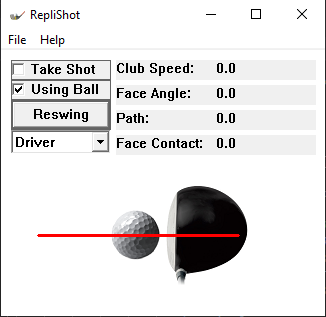 RepliShot
File Help
Take Shot
Using Ball
Reswing
Driver
Club Speed: 0.0
Face Angle: 0.0
Path: 0.0
Face Contact: 0.0